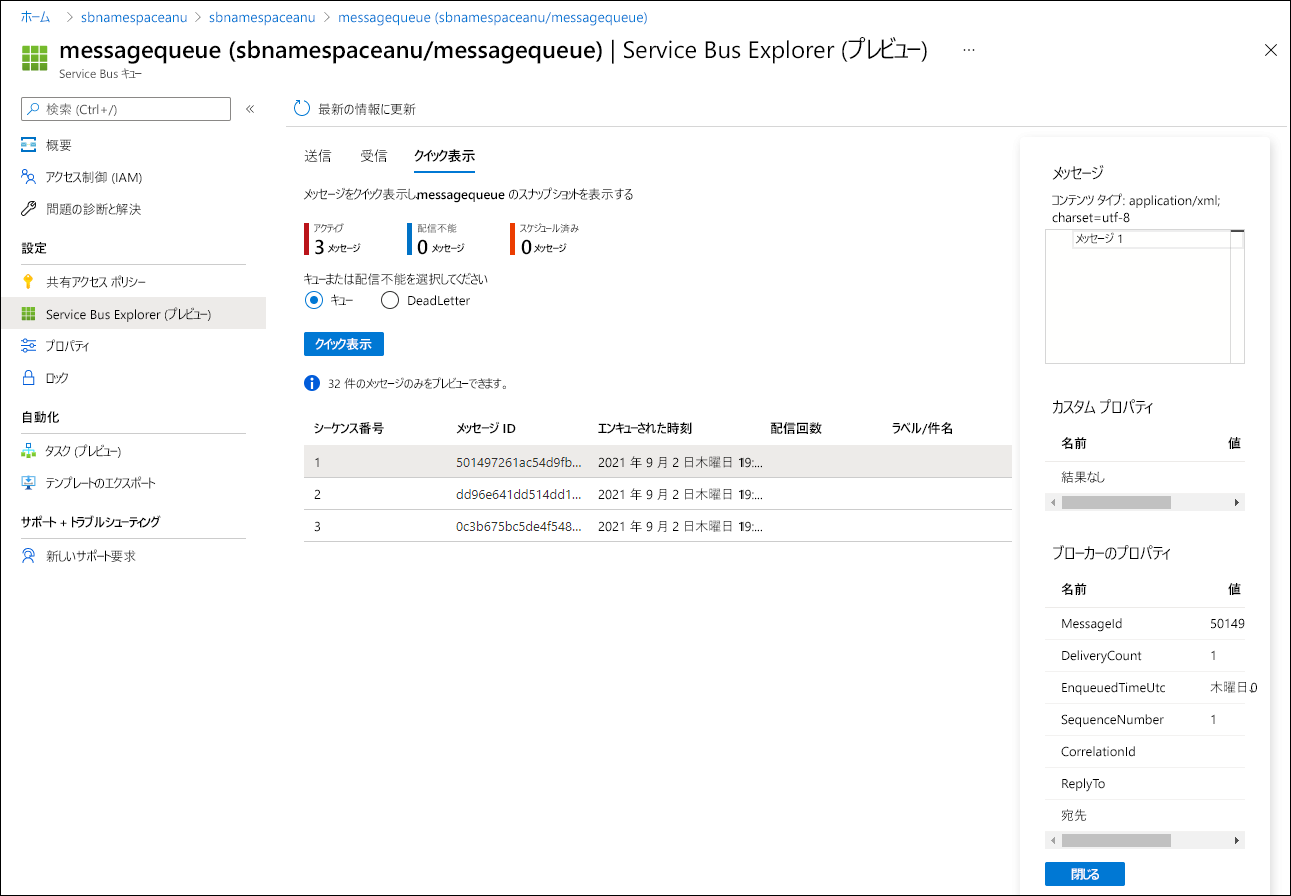 ホーム > sbnamespaceanu > sbnamespaceanu > messagequeue (sbnamespaceanu/messagequeue)
messagequeue (sbnamespaceanu/messagequeue) | Service Bus Explorer (プレビュー) ...
Service Bus キュー
検索 (Ctrl+/)
概要
アクセス制御 (IAM)
問題の診断と解決
設定
共有アクセス ポリシー
Service Bus Explorer (プレビュー)
プロパティ
ロック
自動化
タスク (プレビュー)
テンプレートのエクスポート
サポート + トラブルシューティング
新しいサポート要求
最新の情報に更新
送信 受信 クイック表示
メッセージをクイック表示し、messagequeue のスナップショットを表示する
アクティブ 配信不能 スケジュール済み
3 メッセージ 0 メッセージ 0 メッセージ
キューまたは配信不能を選択してください
キュー DeadLetter
クイック表示
32 件のメッセージのみをプレビューできます。
シーケンス番号 メッセージ ID エンキューされた時刻 配信回数 ラベル/件名
1 501497261ac54d9fb... 2021 年 9 月 2 日木曜日 19:...
2 dd96e641dd514dd1... 2021 年 9 月 2 日木曜日 19:...
3 0c3b675bc5de4f548... 2021 年 9 月 2 日木曜日 19:...
メッセージ
コンテンツ タイプ: application/xml;
charset=utf-8
メッセージ 1
カスタム プロパティ
名前 値
結果なし
ブローカーのプロパティ
名前 値
MessageId 50149
DeliveryCount 1
EnqueuedTimeUtc 木曜日,0
SequenceNumber 1
CorrelationId
ReplyTo
宛先
閉じる